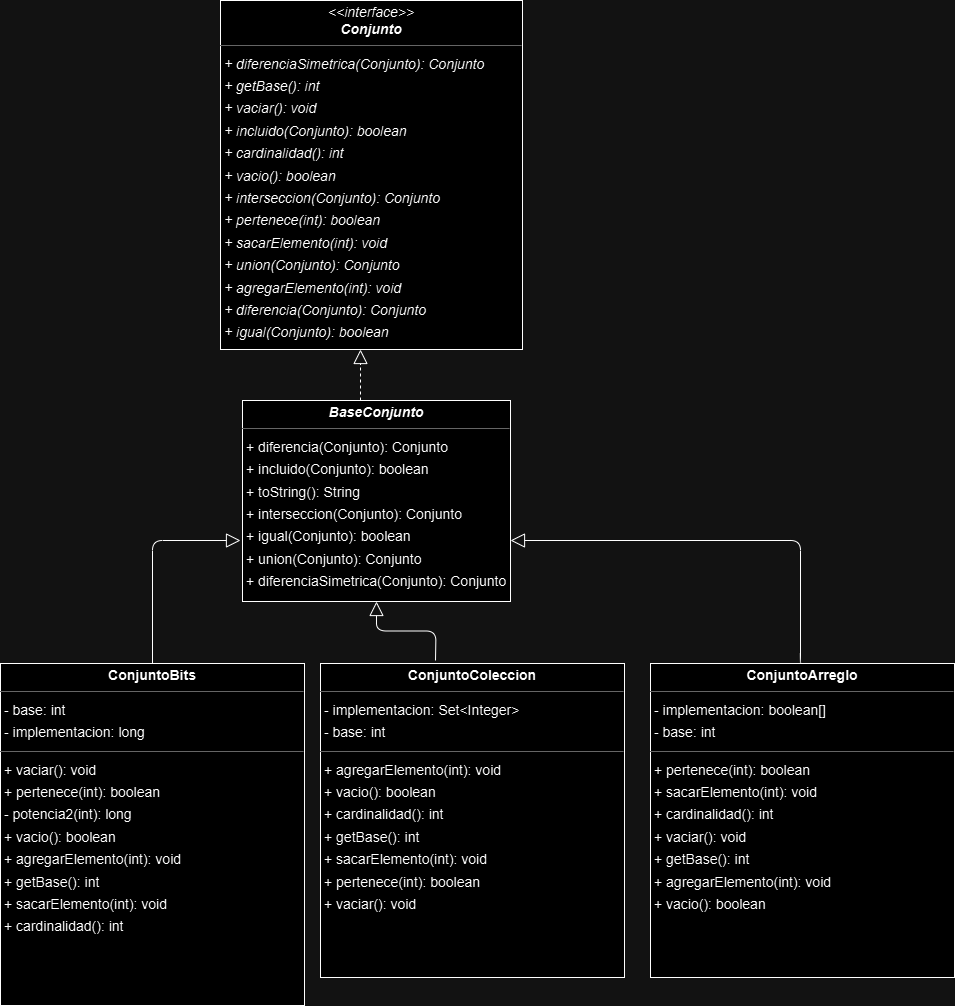 <<interface>>
Conjunto
+ diferenciaSimetrica(Conjunto): Conjunto
+ getBase(): int
+ vaciar(): void
+ incluido(Conjunto): boolean
+ cardinalidad(): int
+ vacio(): boolean
+ interseccion(Conjunto): Conjunto
+ pertenece(int): boolean
+ sacarElemento(int): void
+ union(Conjunto): Conjunto
+ agregarElemento(int): void
+ diferencia(Conjunto): Conjunto
+ igual(Conjunto): boolean
BaseConjunto
+ diferencia(Conjunto): Conjunto
+ incluido(Conjunto): boolean
+ toString(): String
+ interseccion(Conjunto): Conjunto
+ igual(Conjunto): boolean
+ union(Conjunto): Conjunto
+ diferenciaSimetrica(Conjunto): Conjunto
ConjuntoBits
- base: int
- implementacion: long
+ vaciar(): void
+ pertenece(int): boolean
- potencia2(int): long
+ vacio(): boolean
+ agregarElemento(int): void
+ getBase(): int
+ sacarElemento(int): void
+ cardinalidad(): int
ConjuntoColeccion
- implementacion: Set<Integer>
- base: int
+ agregarElemento(int): void
+ vacio(): boolean
+ cardinalidad(): int
+ getBase(): int
+ sacarElemento(int): void
+ pertenece(int): boolean
+ vaciar(): void
ConjuntoArreglo
- implementacion: boolean[]
- base: int
+ pertenece(int): boolean
+ sacarElemento(int): void
+ cardinalidad(): int
+ vaciar(): void
+ getBase(): int
+ agregarElemento(int): void
+ vacio(): boolean